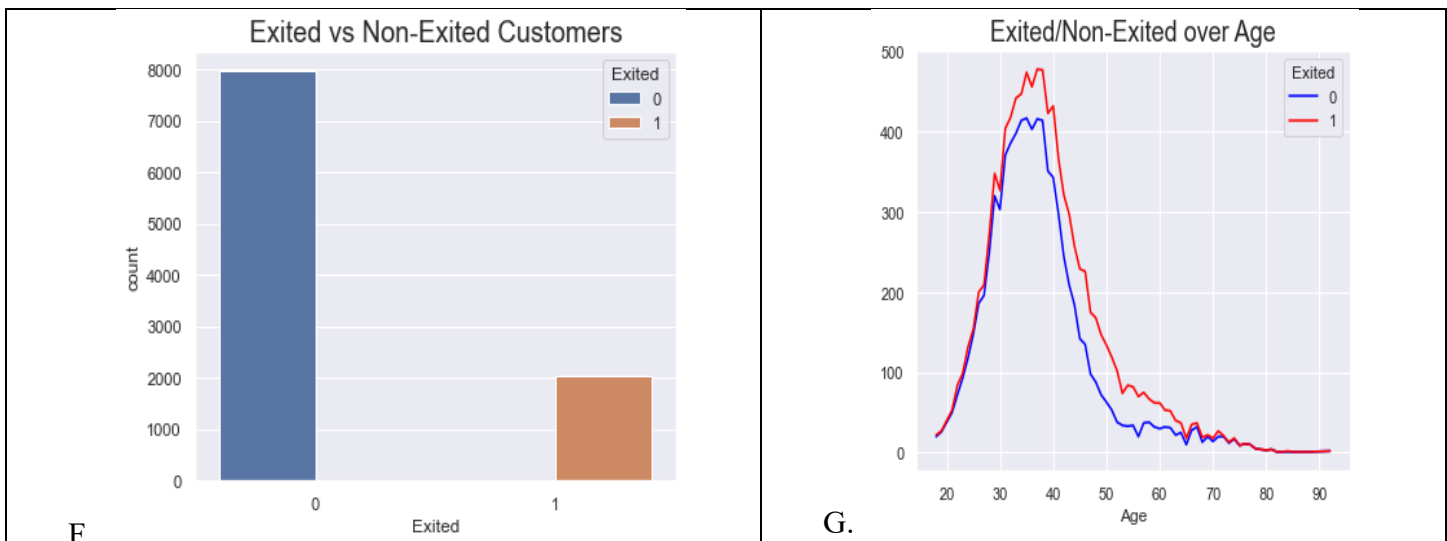 Exited vs Non-Exited Customers
Exited
0
1
8000
7000
6000
5000
4000
3000
2000
1000
0
count
0 1
Exited
F
Exited/Non-Exited over Age
Exited
0
1
500
400
300
200
100
0
20 30 40 50 60 70 80 90
Age
G.